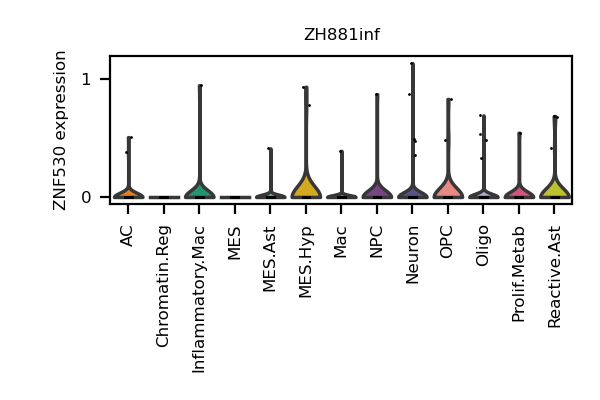 ZH881inf
ZNF530 expression
1
0
AC
Chromatin.Reg
Inflammatory.Mac
MES
MES.Ast
MES.Hyp
Mac
NPC
Neuron
OPC
Oligo
Prolif.Metab
Reactive.Ast